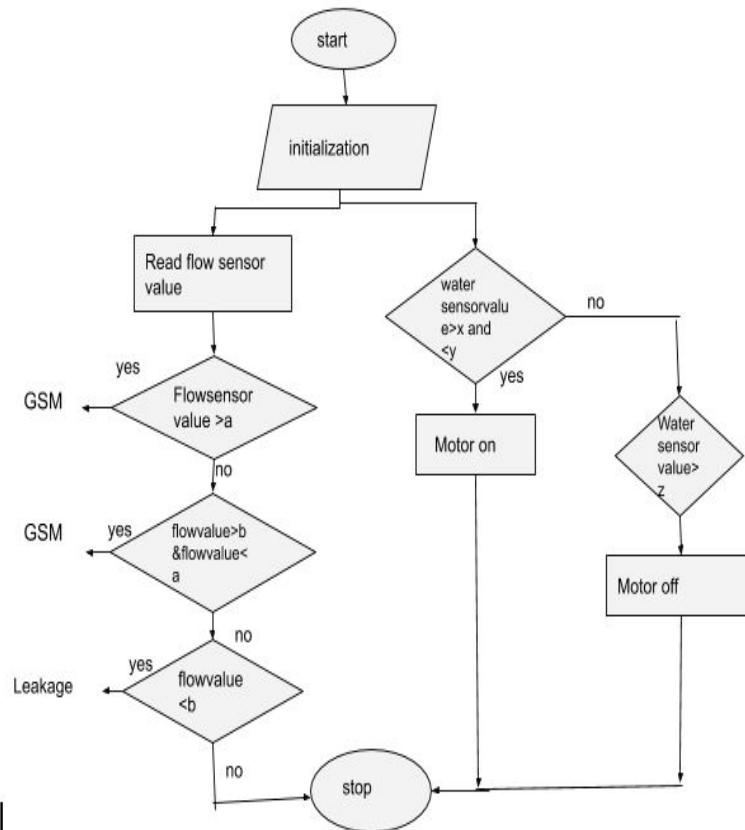 start
initialization
Read flow sensor
value
water
sensorvalu
e>x and
<y
no
yes
yes
Flowsensor
value >a
GSM
no
Motor on
Water
sensor
value>
z
yes
flowvalue>b
&flowvalue<
a
GSM
no
Motor off
yes
flowvalue
<b
Leakage
no
stop